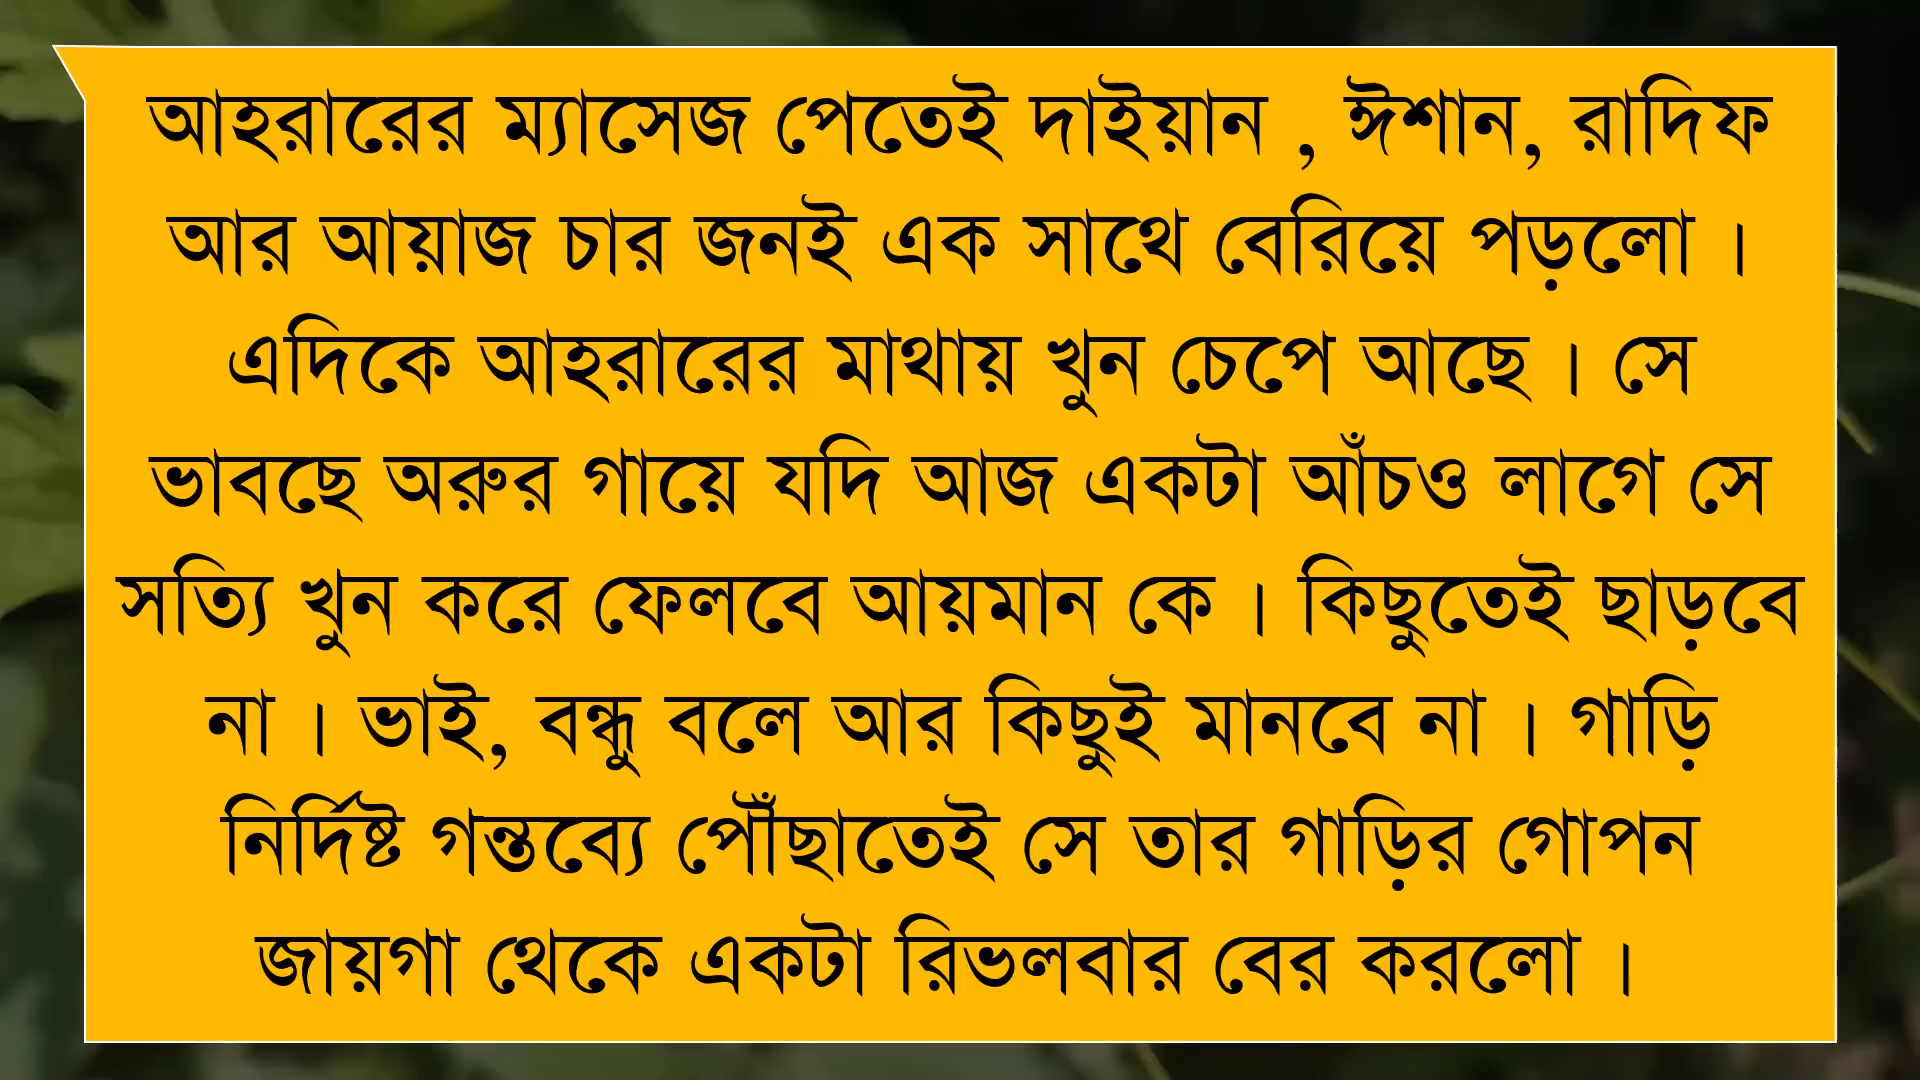 আহরারের ম্যাসেজ পেতেই দাইয়ান , ঈশান, রাদিফ
আর আয়াজ চার জনই এক সাথে বেরিয়ে পড়লো ।
এদিকে আহরারের মাথায় খুন চেপে আছে । সে
ভাবছে অরুর গায়ে যদি আজ একটা আঁচও লাগে সে
সত্যি খুন করে ফেলবে আয়মান কে । কিছুতেই ছাড়বে
না । ভাই, বন্ধু বলে আর কিছুই মানবে না । গাড়ি
নির্দিষ্ট গন্তব্যে পৌঁছাতেই সে তার গাড়ির গোপন
জায়গা থেকে একটা রিভলবার বের করলো ।